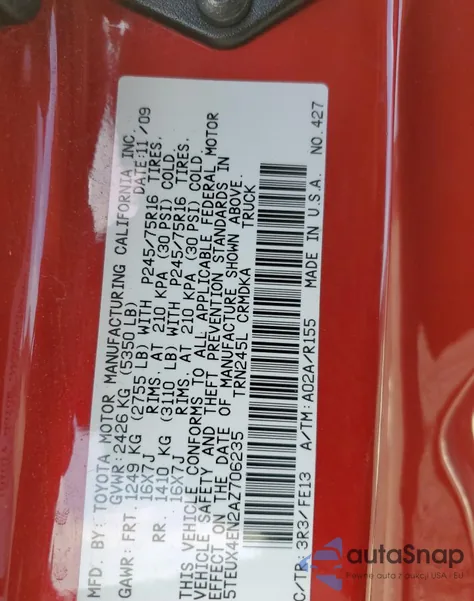 MFD. BY: TOYOTA MOTOR MANUFACTURING CALIFORNIA INC.
GVWR: 2426 KG (5350 LB) DATE: 11/09
GAWR: FRT. 1249 KG (2755 LB) WITH P245/75R16 TIRES.
16X7J RIMS. AT 210 KPA (30 PSI) COLD.
RR. 1410 KG (3110 LB) WITH P245/75R16 TIRES.
16X7J RIMS. AT 210 KPA (30 PSI) COLD.
THIS VEHICLE CONFORMS TO ALL APPLICABLE FEDERAL MOTOR
VEHICLE SAFETY AND THEFT PREVENTION STANDARDS IN
EFFECT ON THE DATE OF MANUFACTURE SHOWN ABOVE.
5TEUX4EN2AZ706235 TRN245L CRMDKA TRUCK
C/TR: 3R3/FE13 A/TM: A02A/R155 MADE IN U.S.A. NO. 427
autoSnap